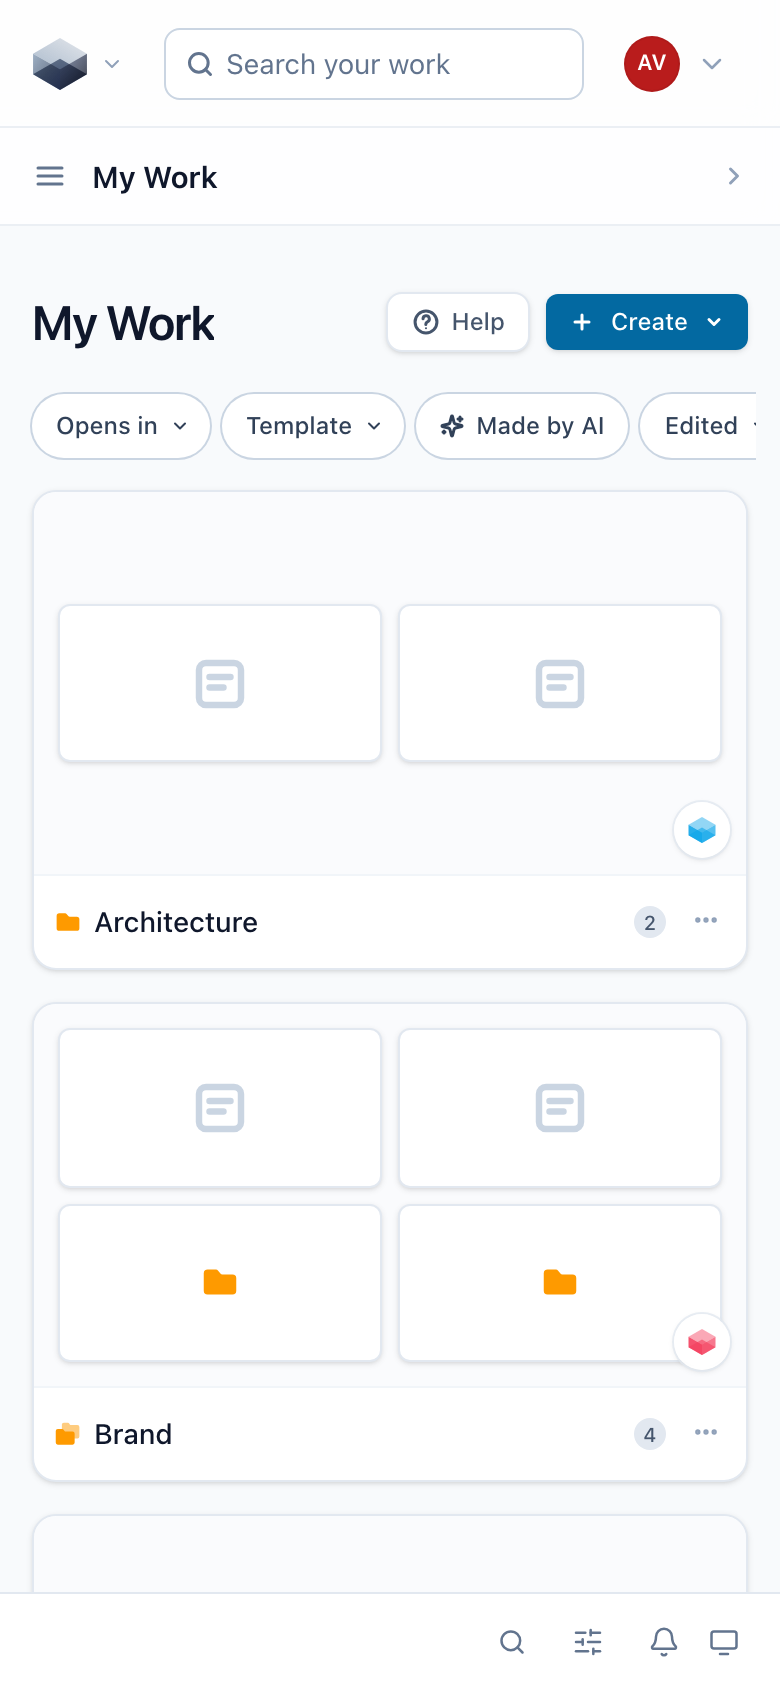 Search your work
AV
My Work
My Work
Help
Create
Opens in
Template
Made by AI
Edited
Architecture
2
Brand
4